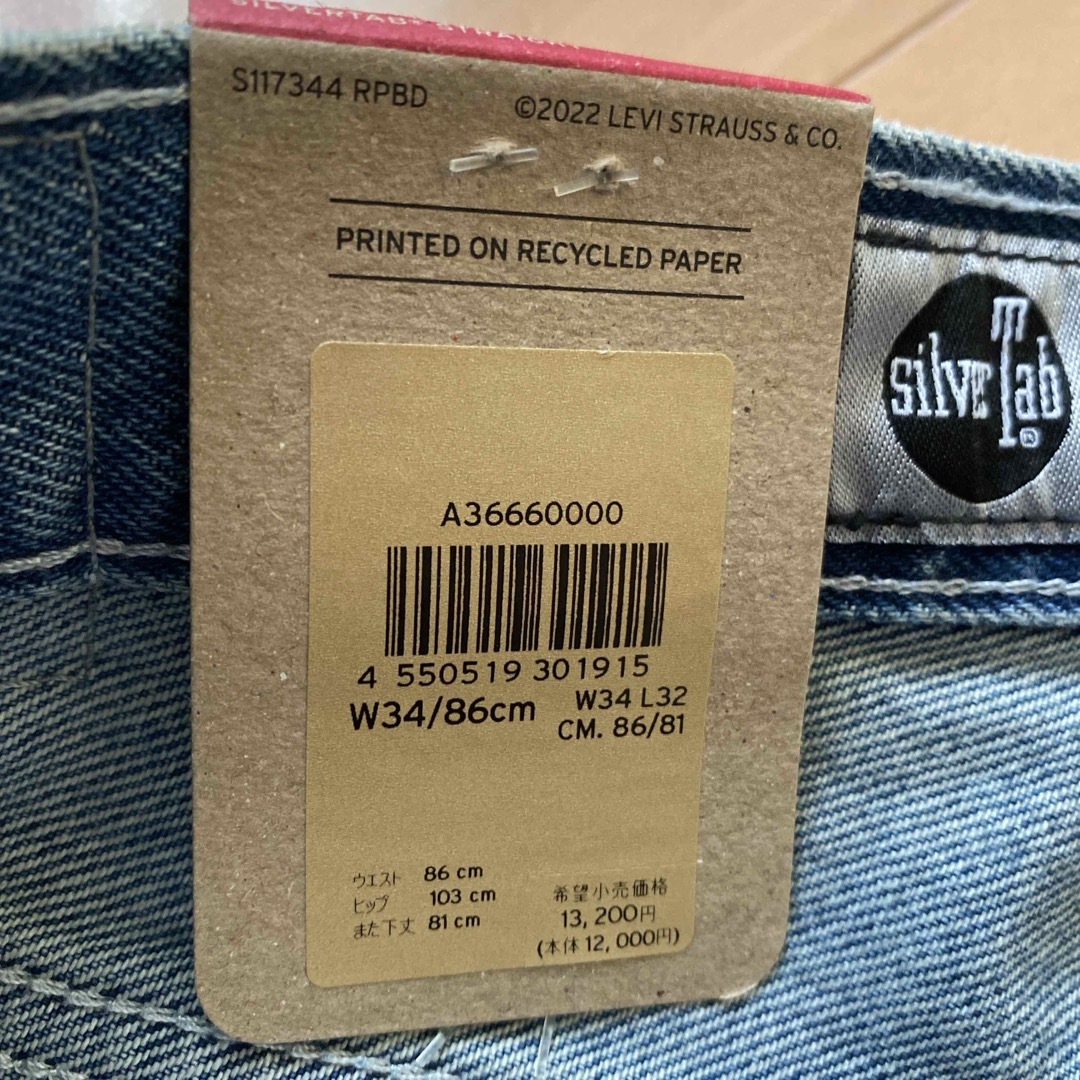 SILVERTAB™ STRAIGHT
S117344 RPBD
©2022 LEVI STRAUSS & CO.
PRINTED ON RECYCLED PAPER
silverTab®
A36660000
4 550519 301915
W34/86cm
W34 L32
CM. 86/81
ウエスト 86 cm
ヒップ 103 cm
また下丈 81 cm
希望小売価格
13,200円
(本体12,000円)